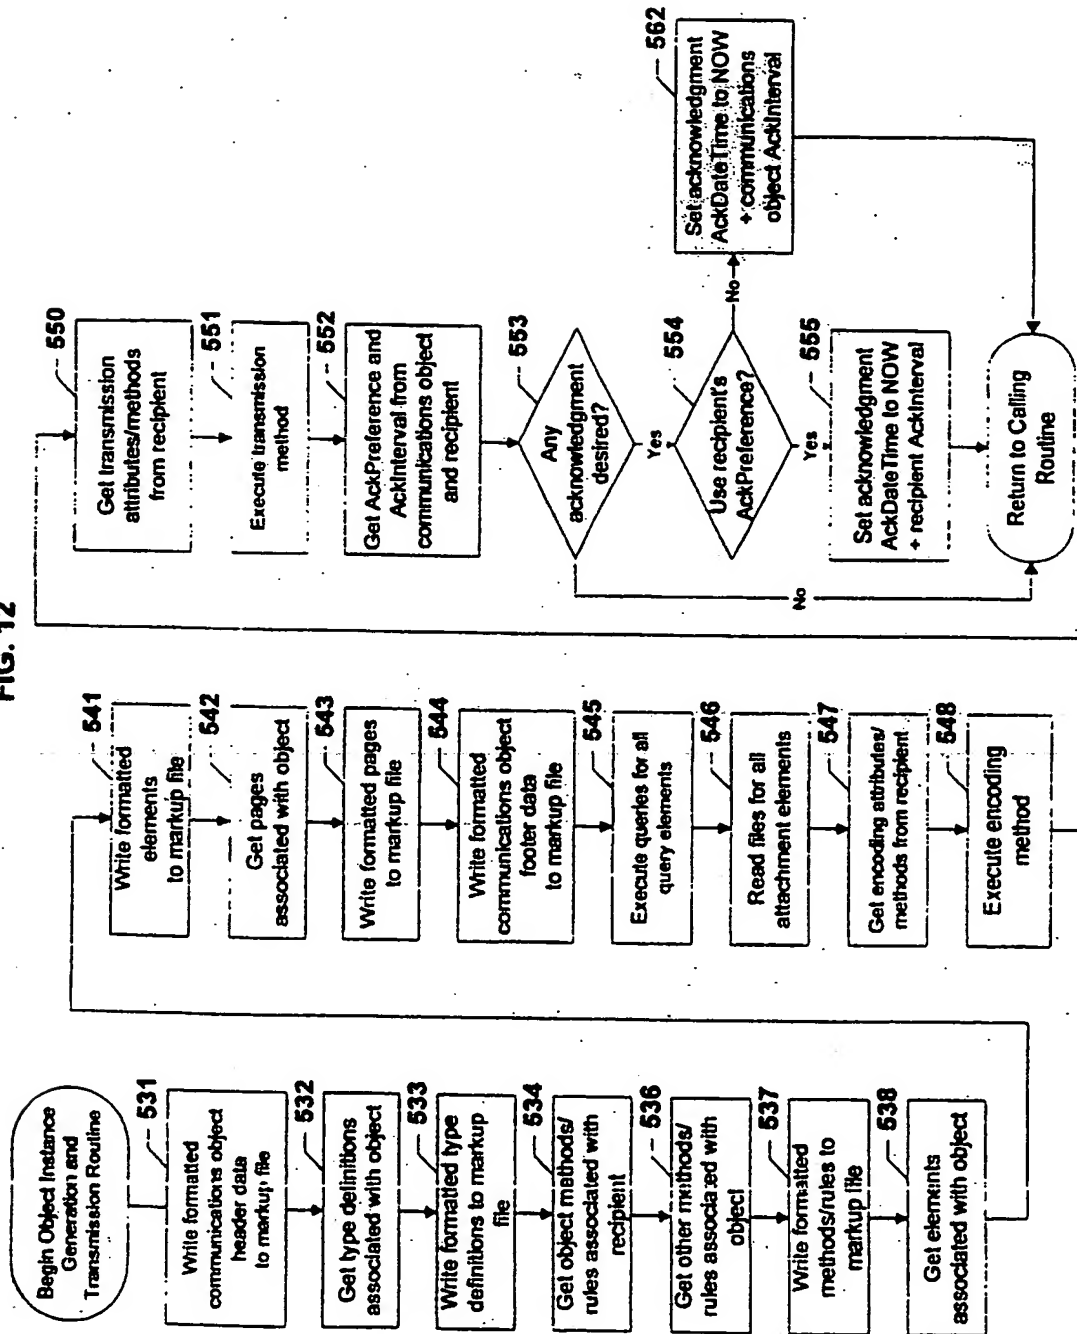 FIG. 12
Begin Object Instance
Generation and
Transmission Routine
531
Write formatted
communications object
header data
to markup file
532
Get type definitions
associated with object
533
Write formatted type
definitions to markup
file
534
Get object methods/
rules associated with
recipient
536
Get other methods/
rules associated with
object
537
Write formatted
methods/rules to
markup file
538
Get elements
associated with object
541
Write formatted
elements
to markup file
542
Get pages
associated with object
543
Write formatted pages
to markup file
544
Write formatted
communications object
footer data
to markup file
545
Execute queries for all
query elements
546
Read files for all
attachment elements
547
Get encoding attributes/
methods from recipient
548
Execute encoding
method
550
Get transmission
attributes/methods
from recipient
551
Execute transmission
method
552
Get AckPreference and
AckInterval from
communications object
and recipient
553
Any
acknowledgment
desired?
Yes
No
554
Use recipient's
AckPreference?
No
Yes
555
Set acknowledgment
AckDateTime to NOW
+ recipient AckInterval
562
Set acknowledgment
AckDateTime to NOW
+ communications
object AckInterval
Return to Calling
Routine